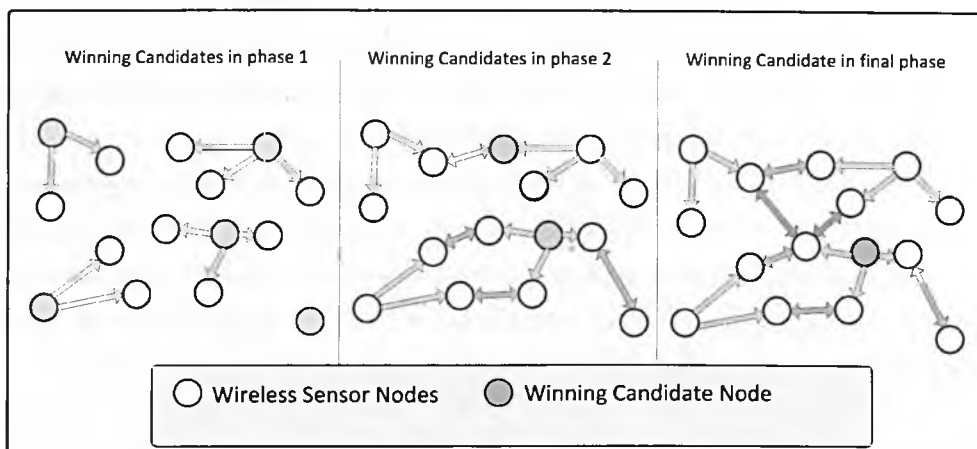 Winning Candidates in phase 1
Winning Candidates in phase 2
Winning Candidate in final phase
Wireless Sensor Nodes
Winning Candidate Node